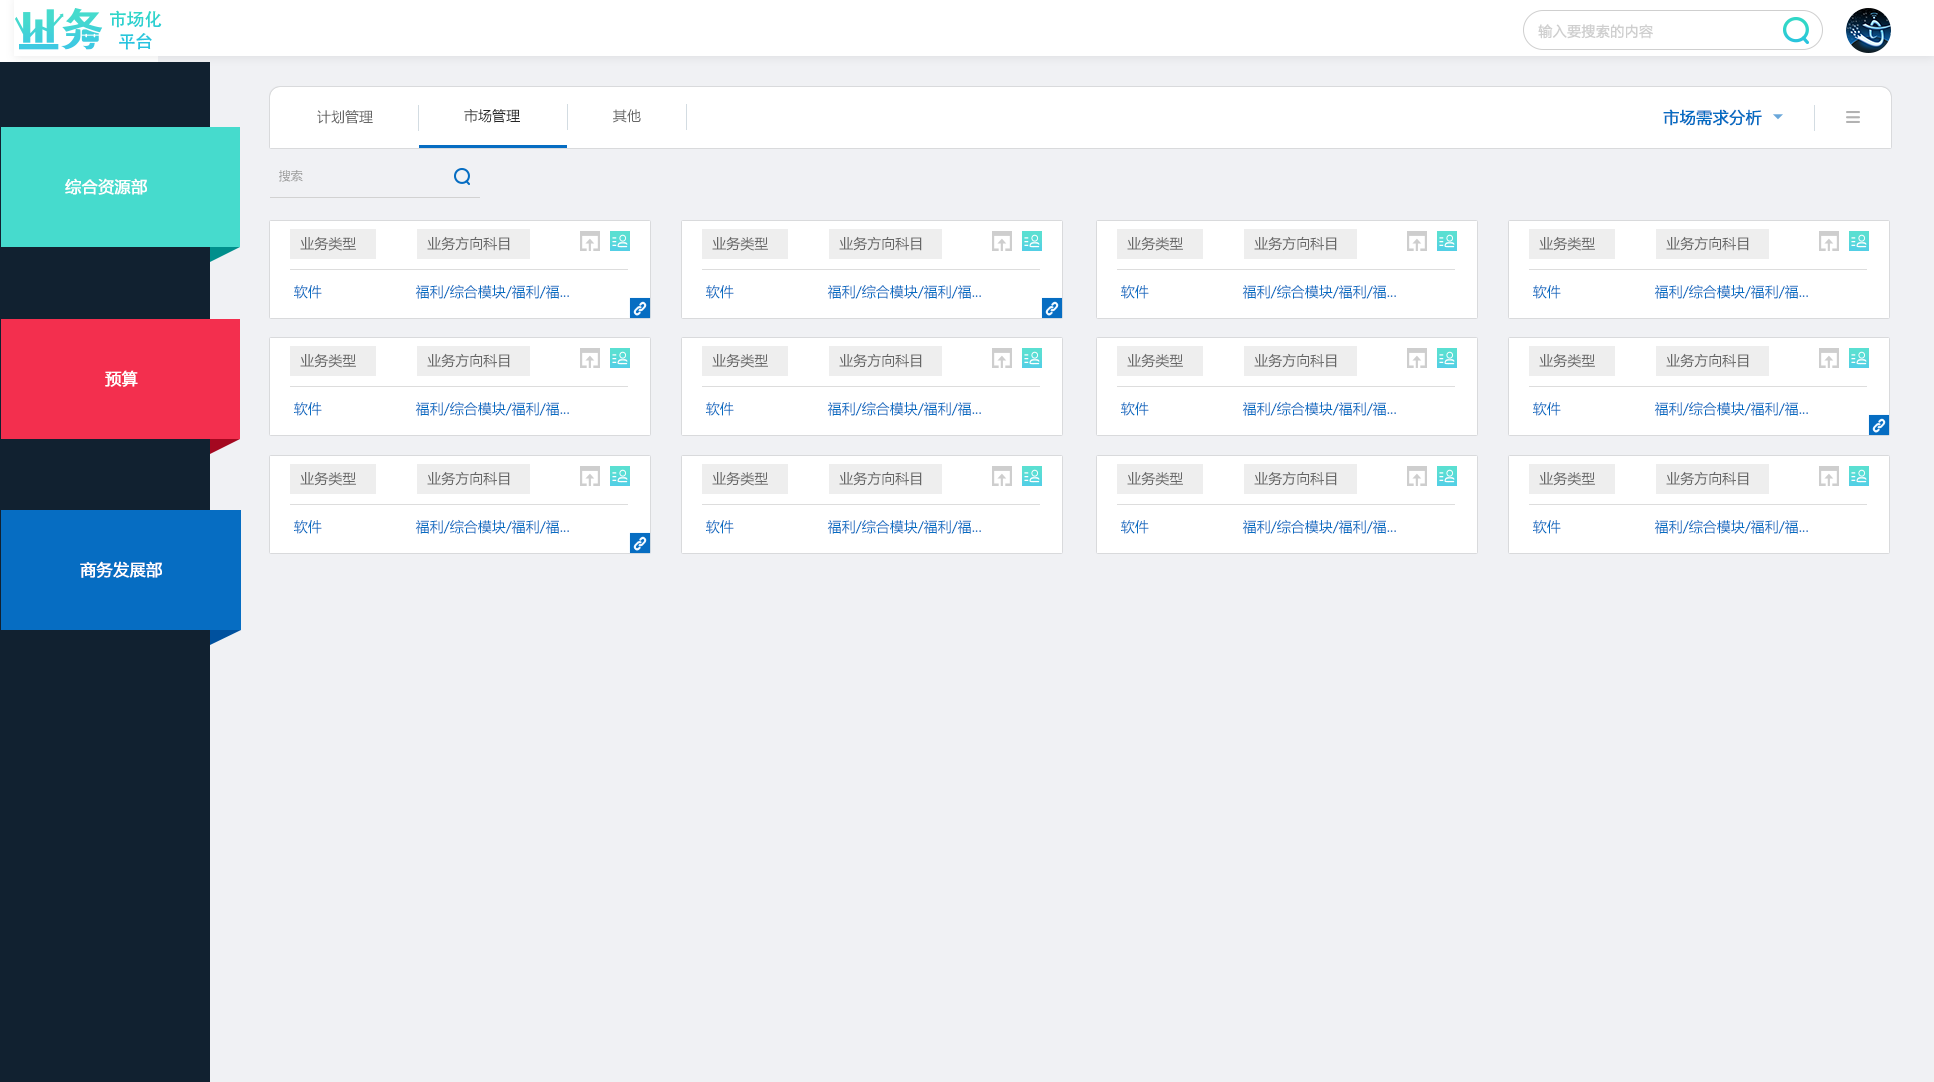 业务 市场化
平台
输入要搜索的内容
计划管理 市场管理 其他 市场需求分析
搜索
综合资源部
预算
商务发展部
业务类型 业务方向科目 业务类型 业务方向科目 业务类型 业务方向科目 业务类型 业务方向科目
软件 福利/综合模块/福利/福... 软件 福利/综合模块/福利/福... 软件 福利/综合模块/福利/福... 软件 福利/综合模块/福利/福...
业务类型 业务方向科目 业务类型 业务方向科目 业务类型 业务方向科目 业务类型 业务方向科目
软件 福利/综合模块/福利/福... 软件 福利/综合模块/福利/福... 软件 福利/综合模块/福利/福... 软件 福利/综合模块/福利/福...
业务类型 业务方向科目 业务类型 业务方向科目 业务类型 业务方向科目 业务类型 业务方向科目
软件 福利/综合模块/福利/福... 软件 福利/综合模块/福利/福... 软件 福利/综合模块/福利/福... 软件 福利/综合模块/福利/福...